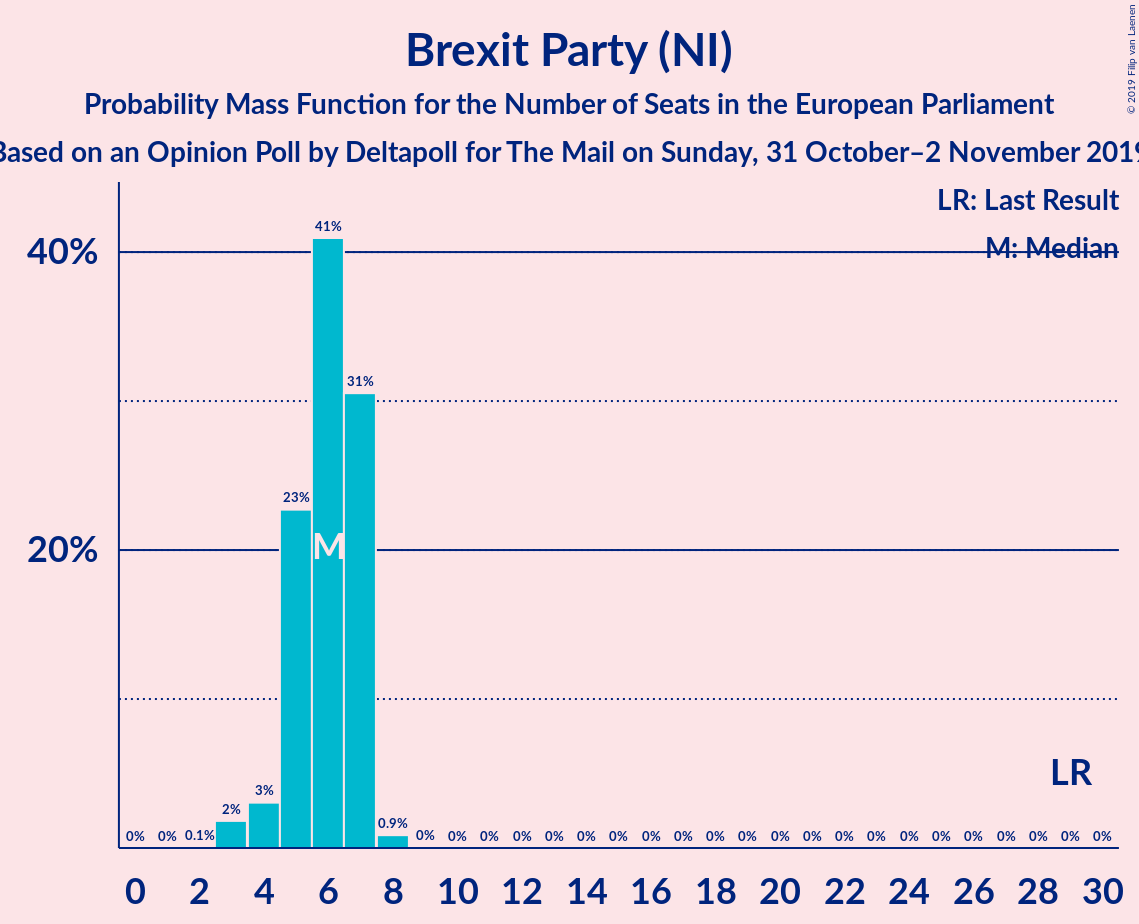 Brexit Party (NI)
Probability Mass Function for the Number of Seats in the European Parliament
Based on an Opinion Poll by Deltapoll for The Mail on Sunday, 31 October–2 November 2019
© 2019 Filip van Laenen
LR: Last Result
M: Median
40%
20%
0% 0% 0.1% 2% 3% 23% 41% 31% 0.9% 0% 0% 0% 0% 0% 0% 0% 0% 0% 0% 0% 0% 0% 0% 0% 0% 0% 0% 0% 0% 0% 0%
M
LR
0 2 4 6 8 10 12 14 16 18 20 22 24 26 28 30